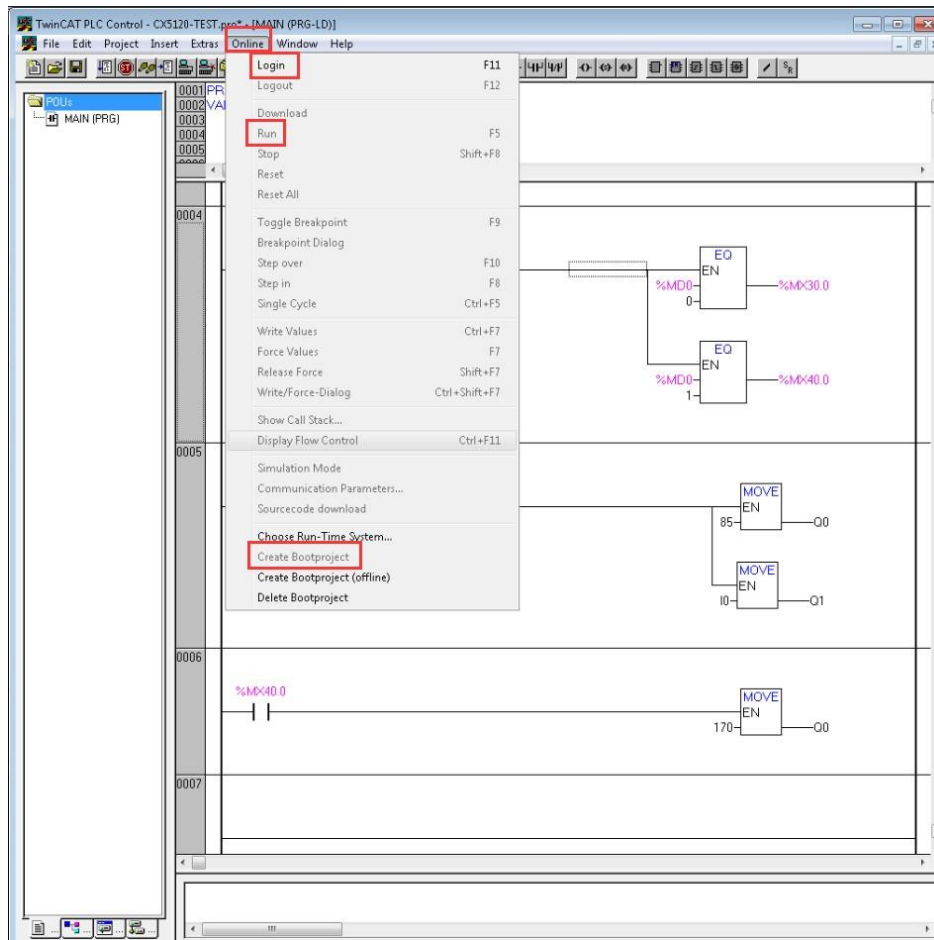 TwinCAT PLC Control - CX5120-TEST.pro* - [MAIN (PRG-LD)]
File Edit Project Insert Extras Online Window Help
Login F11
Logout F12
Download
Run F5
Stop Shift+F8
Reset
Reset All
Toggle Breakpoint F9
Breakpoint Dialog
Step over F10
Step in F8
Single Cycle Ctrl+F5
Write Values Ctrl+F7
Force Values F7
Release Force Shift+F7
Write/Force-Dialog Ctrl+Shift+F7
Show Call Stack...
Display Flow Control Ctrl+F11
Simulation Mode
Communication Parameters...
Sourcecode download
Choose Run-Time System...
Create Bootproject
Create Bootproject (offline)
Delete Bootproject
POUs
MAIN (PRG)
0001 PR
0002 VA
0003
0004
0005
0004
EQ
EN
%MD0 %MX30.0
0
EQ
EN
%MD0 %MX40.0
1
0005
MOVE
EN
85 Q0
MOVE
EN
I0 Q1
0006
%MX40.0
MOVE
EN
170 Q0
0007